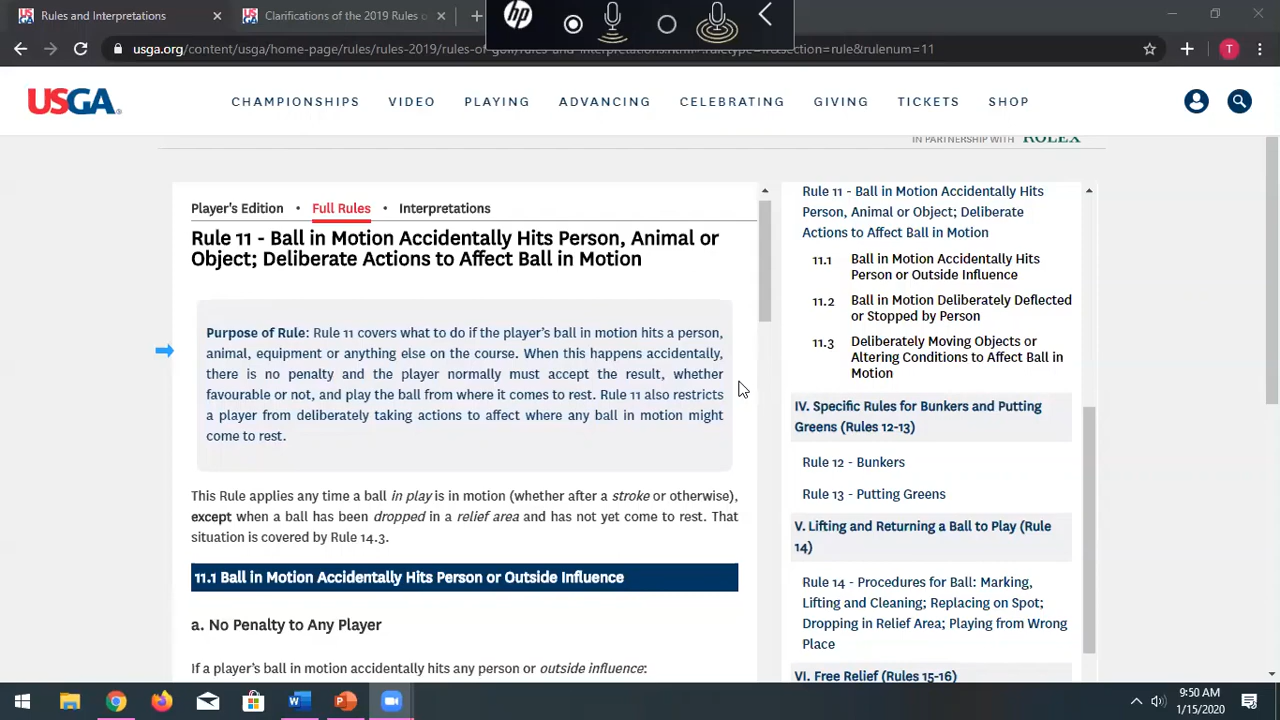 Rules and Interpretations
Clarifications of the 2019 Rules o
hp
usga.org/content/usga/home-page/rules/rules-2019/rules-of-golf/rules-and-interpretations.html#!ruletype=fr&section=rule&rulenum=11
T
USGA
CHAMPIONSHIPS VIDEO PLAYING ADVANCING CELEBRATING GIVING TICKETS SHOP
IN PARTNERSHIP WITH ROLEX
Player's Edition • Full Rules • Interpretations
Rule 11 - Ball in Motion Accidentally Hits Person, Animal or
Object; Deliberate Actions to Affect Ball in Motion
Purpose of Rule: Rule 11 covers what to do if the player's ball in motion hits a person,
animal, equipment or anything else on the course. When this happens accidentally,
there is no penalty and the player normally must accept the result, whether
favourable or not, and play the ball from where it comes to rest. Rule 11 also restricts
a player from deliberately taking actions to affect where any ball in motion might
come to rest.
This Rule applies any time a ball in play is in motion (whether after a stroke or otherwise),
except when a ball has been dropped in a relief area and has not yet come to rest. That
situation is covered by Rule 14.3.
11.1 Ball in Motion Accidentally Hits Person or Outside Influence
a. No Penalty to Any Player
If a player's ball in motion accidentally hits any person or outside influence:
Rule 11 - Ball in Motion Accidentally Hits
Person, Animal or Object; Deliberate
Actions to Affect Ball in Motion
11.1 Ball in Motion Accidentally Hits
Person or Outside Influence
11.2 Ball in Motion Deliberately Deflected
or Stopped by Person
11.3 Deliberately Moving Objects or
Altering Conditions to Affect Ball in
Motion
IV. Specific Rules for Bunkers and Putting
Greens (Rules 12-13)
Rule 12 - Bunkers
Rule 13 - Putting Greens
V. Lifting and Returning a Ball to Play (Rule
14)
Rule 14 - Procedures for Ball: Marking,
Lifting and Cleaning; Replacing on Spot;
Dropping in Relief Area; Playing from Wrong
Place
VI. Free Relief (Rules 15-16)
9:50 AM
1/15/2020